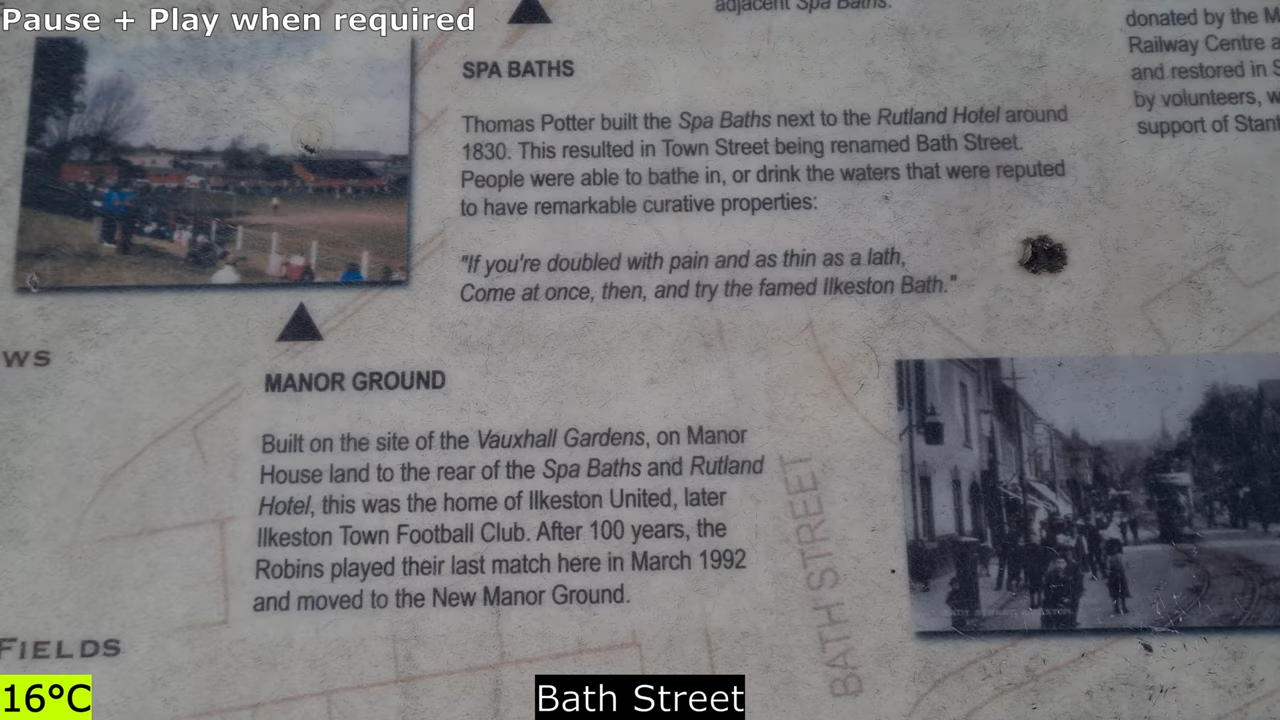 Pause + Play when required
adjacent Spa Baths.
donated by the
Railway Centre
and restored in
by volunteers,
support of
SPA BATHS
Thomas Potter built the Spa Baths next to the Rutland Hotel around
1830. This resulted in Town Street being renamed Bath Street.
People were able to bathe in, or drink the waters that were reputed
to have remarkable curative properties:
"If you're doubled with pain and as thin as a lath,
Come at once, then, and try the famed Ilkeston Bath."
WS
MANOR GROUND
Built on the site of the Vauxhall Gardens, on Manor
House land to the rear of the Spa Baths and Rutland
Hotel, this was the home of Ilkeston United, later
Ilkeston Town Football Club. After 100 years, the
Robins played their last match here in March 1992
and moved to the New Manor Ground.
BATH STREET
FIELDS
16°C
Bath Street